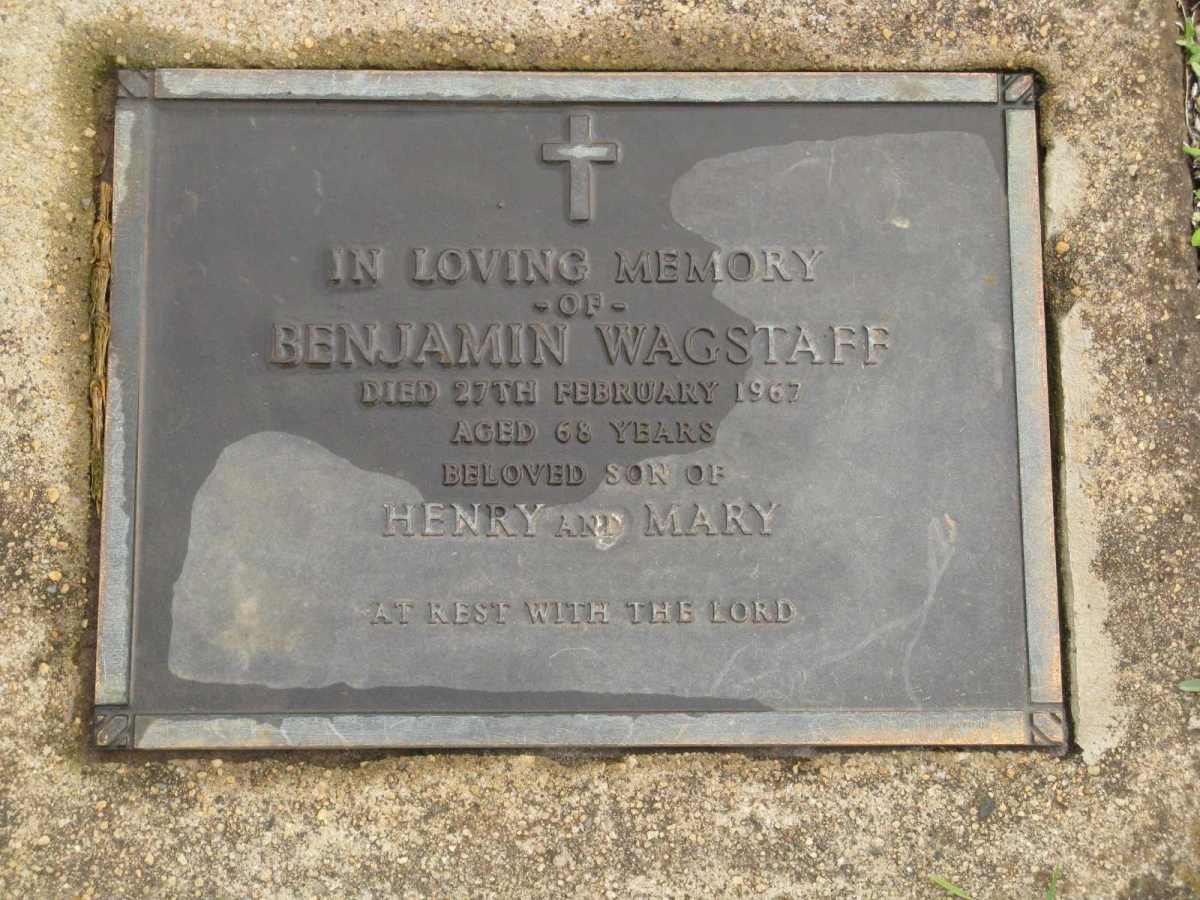 IN LOVING MEMORY
-OF-
BENJAMIN WAGSTAFF
DIED 27TH FEBRUARY 1967
AGED 68 YEARS
BELOVED SON OF
HENRY AND MARY
AT REST WITH THE LORD